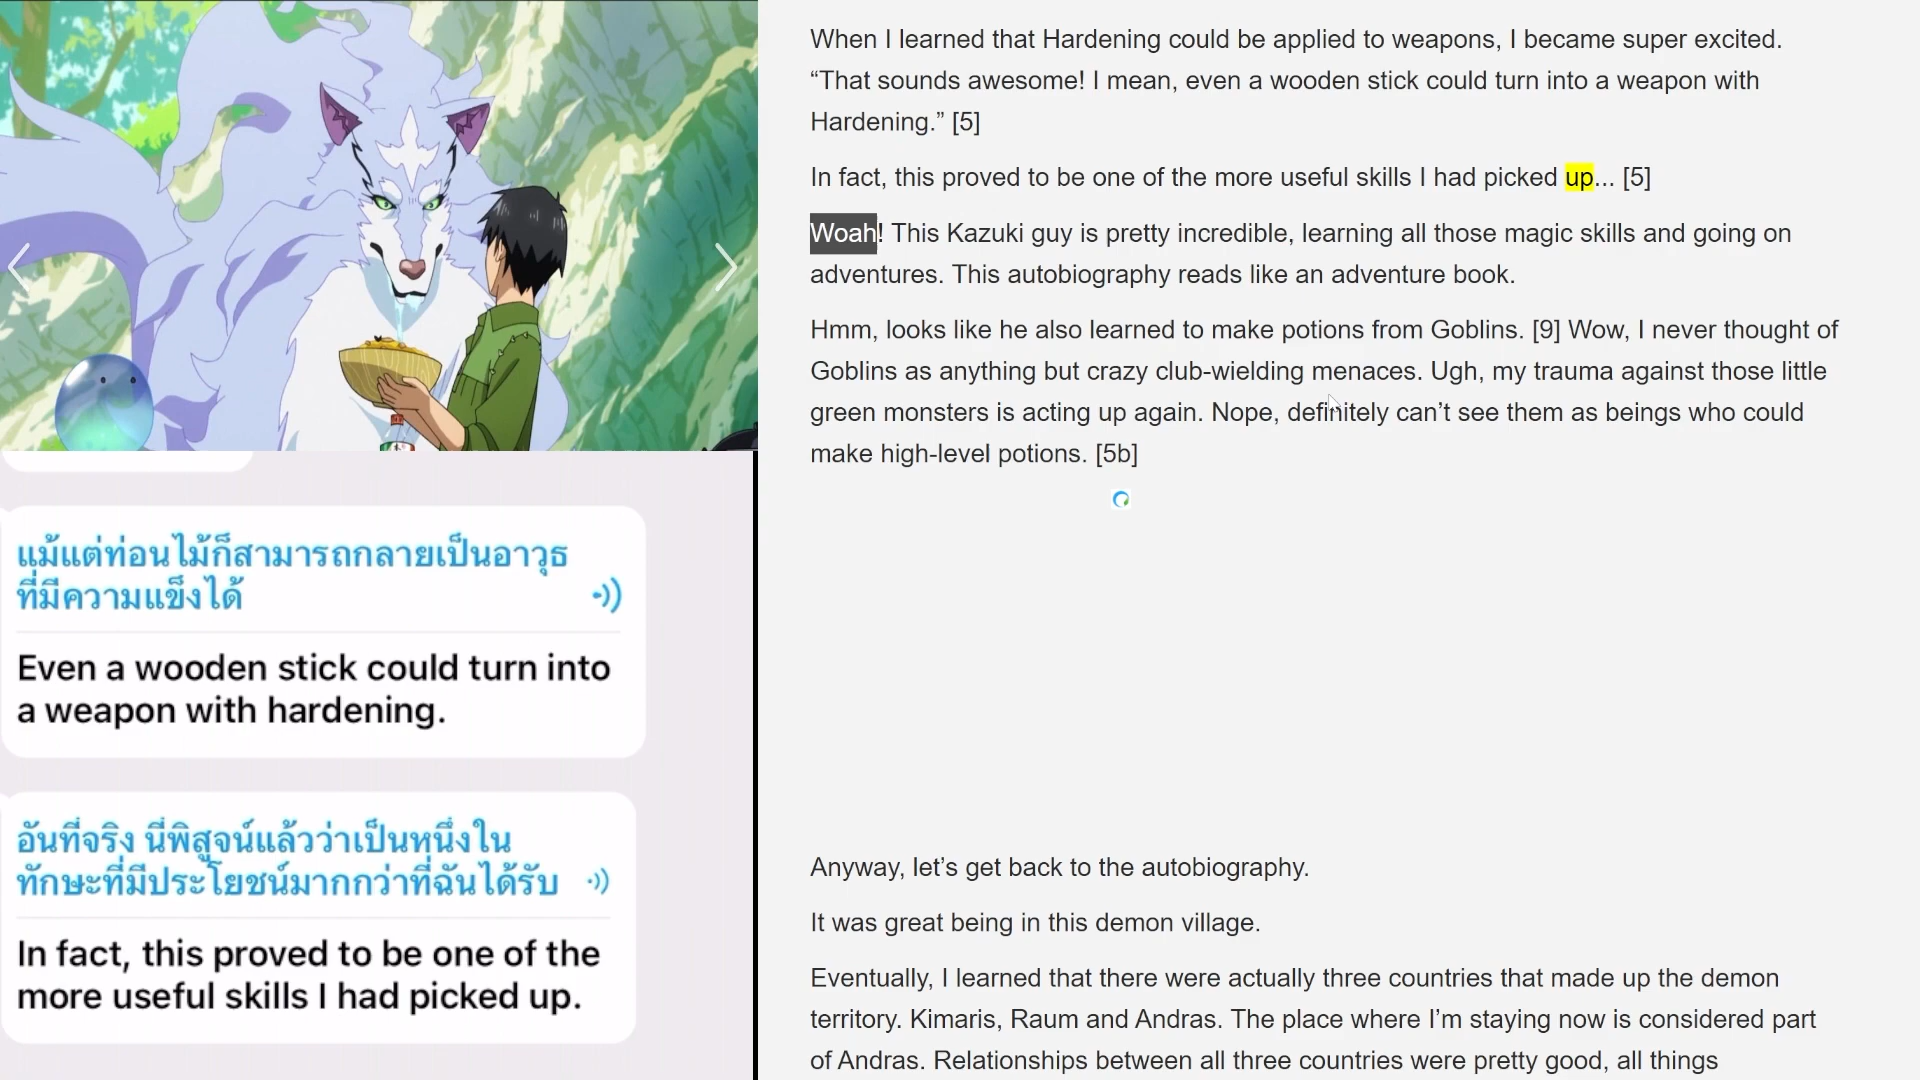 แม้แต่ท่อนไม้ก็สามารถกลายเป็นอาวุธ
ที่มีความแข็งได้
Even a wooden stick could turn into
a weapon with hardening.
อันที่จริง นี่พิสูจน์แล้วว่าเป็นหนึ่งใน
ทักษะที่มีประโยชน์มากกว่าที่ฉันได้รับ
In fact, this proved to be one of the
more useful skills I had picked up.
When I learned that Hardening could be applied to weapons, I became super excited.
“That sounds awesome! I mean, even a wooden stick could turn into a weapon with
Hardening.” [5]
In fact, this proved to be one of the more useful skills I had picked up... [5]
Woah! This Kazuki guy is pretty incredible, learning all those magic skills and going on
adventures. This autobiography reads like an adventure book.
Hmm, looks like he also learned to make potions from Goblins. [9] Wow, I never thought of
Goblins as anything but crazy club-wielding menaces. Ugh, my trauma against those little
green monsters is acting up again. Nope, definitely can’t see them as beings who could
make high-level potions. [5b]
Anyway, let’s get back to the autobiography.
It was great being in this demon village.
Eventually, I learned that there were actually three countries that made up the demon
territory. Kimaris, Raum and Andras. The place where I’m staying now is considered part
of Andras. Relationships between all three countries were pretty good, all things